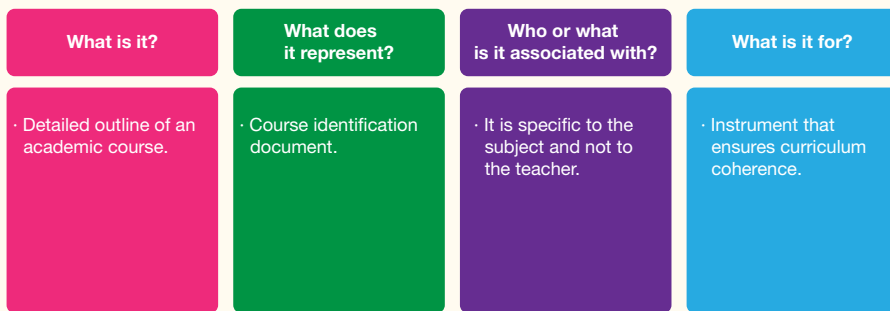 What is it?
What does
it represent?
Who or what
is it associated with?
What is it for?
· Detailed outline of an
academic course.
· Course identification
document.
· It is specific to the
subject and not to
the teacher.
· Instrument that
ensures curriculum
coherence.